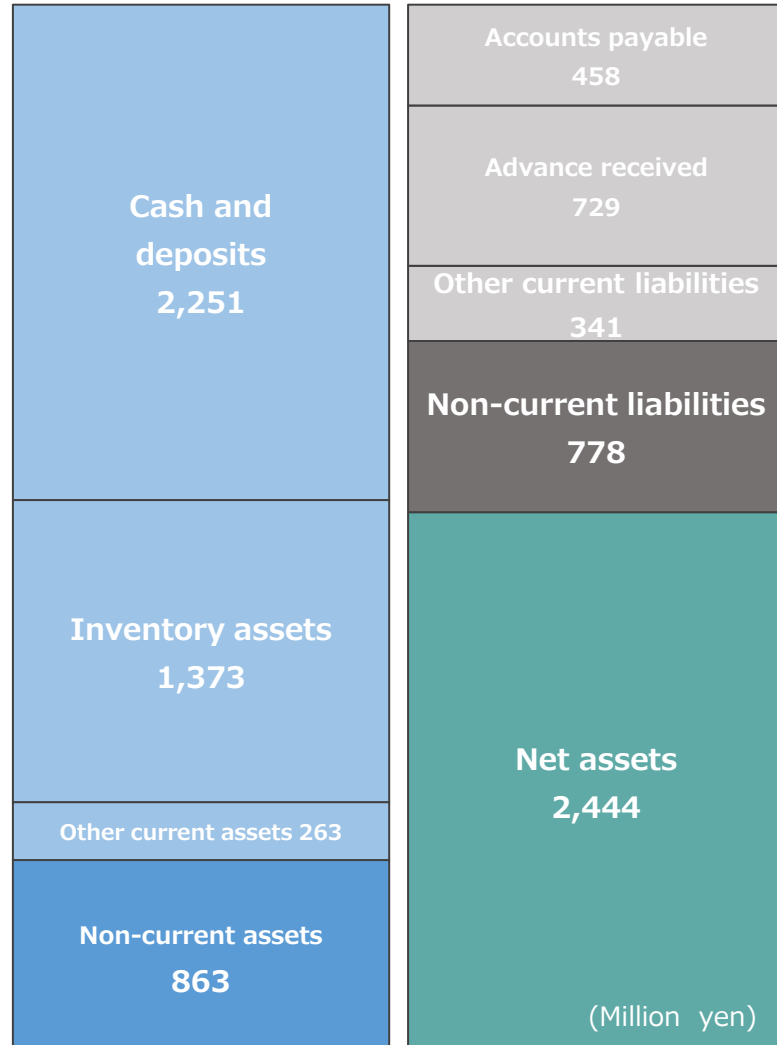 Cash and
deposits
2,251
Inventory assets
1,373
Other current assets 263
Non-current assets
863
Accounts payable
458
Advance received
729
Other current liabilities
341
Non-current liabilities
778
Net assets
2,444
(Million yen)